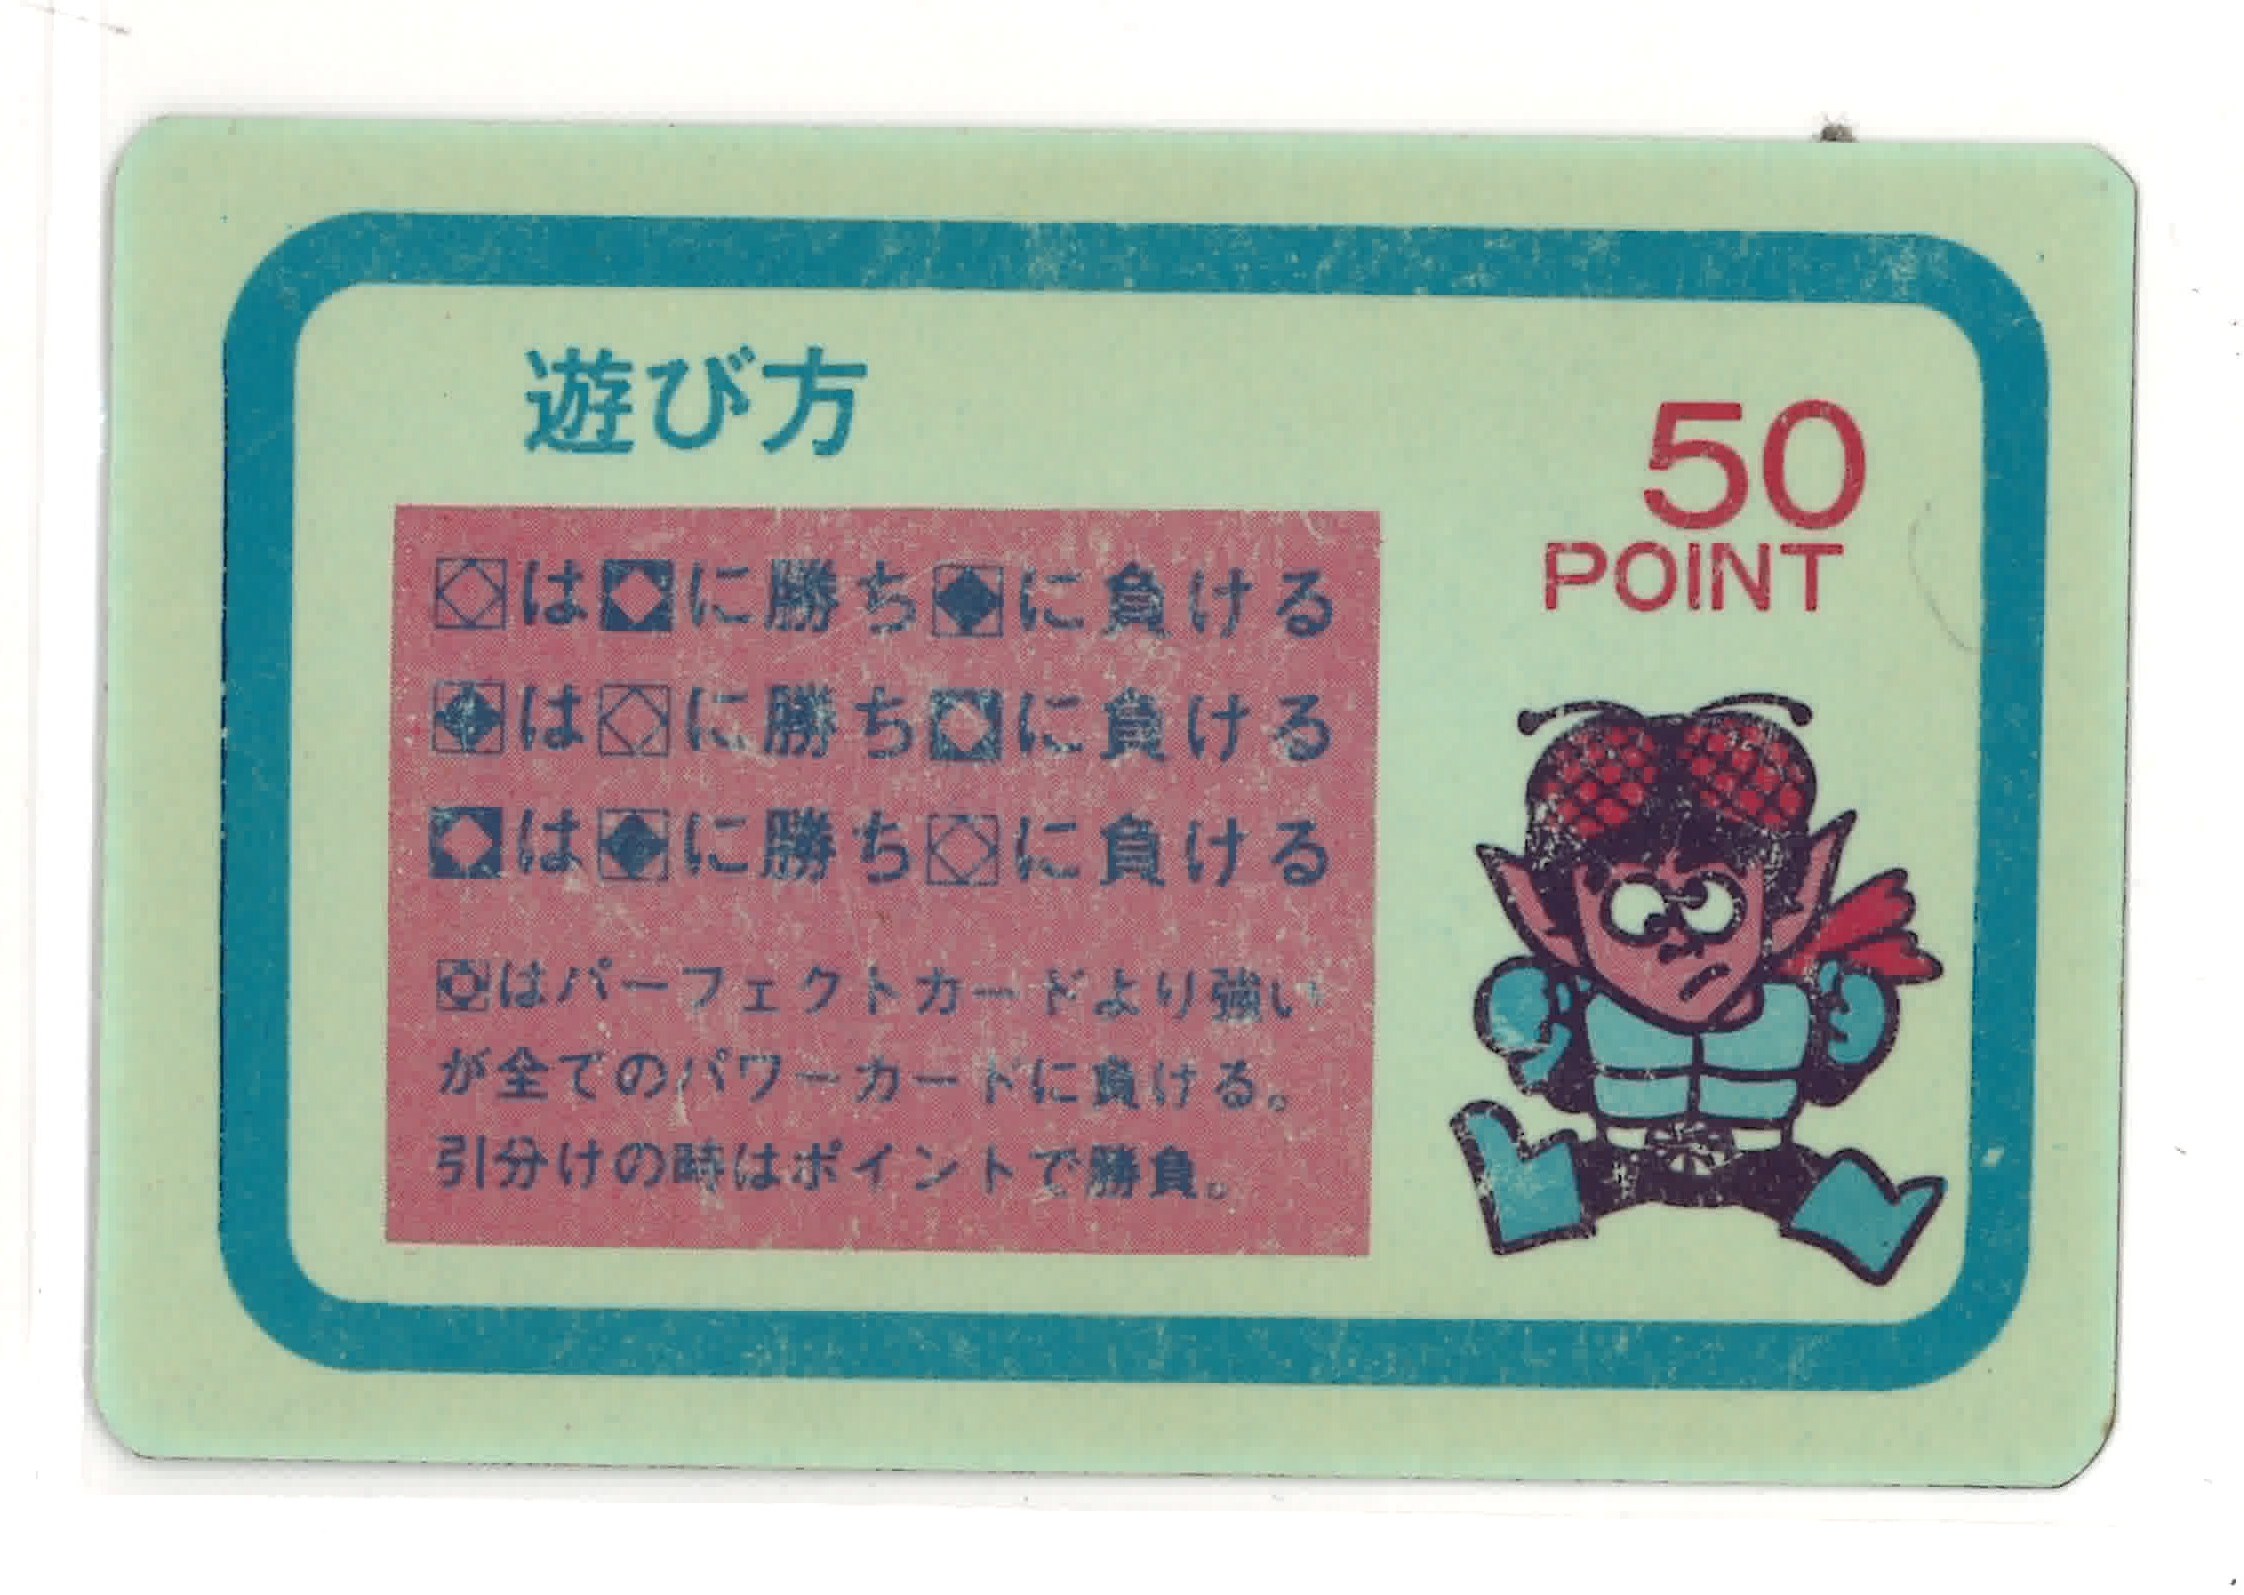 遊び方
50
POINT
は に勝ち に負ける
は に勝ち に負ける
は に勝ち に負ける
はパーフェクトカードより強い
が全てのパワーカードに負ける。
引分けの時はポイントで勝負。